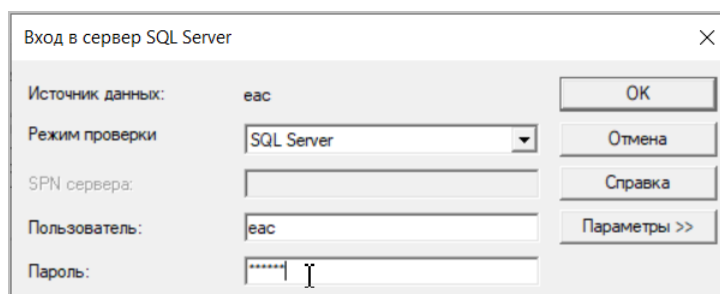 Вход в сервер SQL Server
Источник данных: eac OK
Режим проверки SQL Server Отмена
SPN сервера: Справка
Пользователь: eac Параметры >>
Пароль: ******